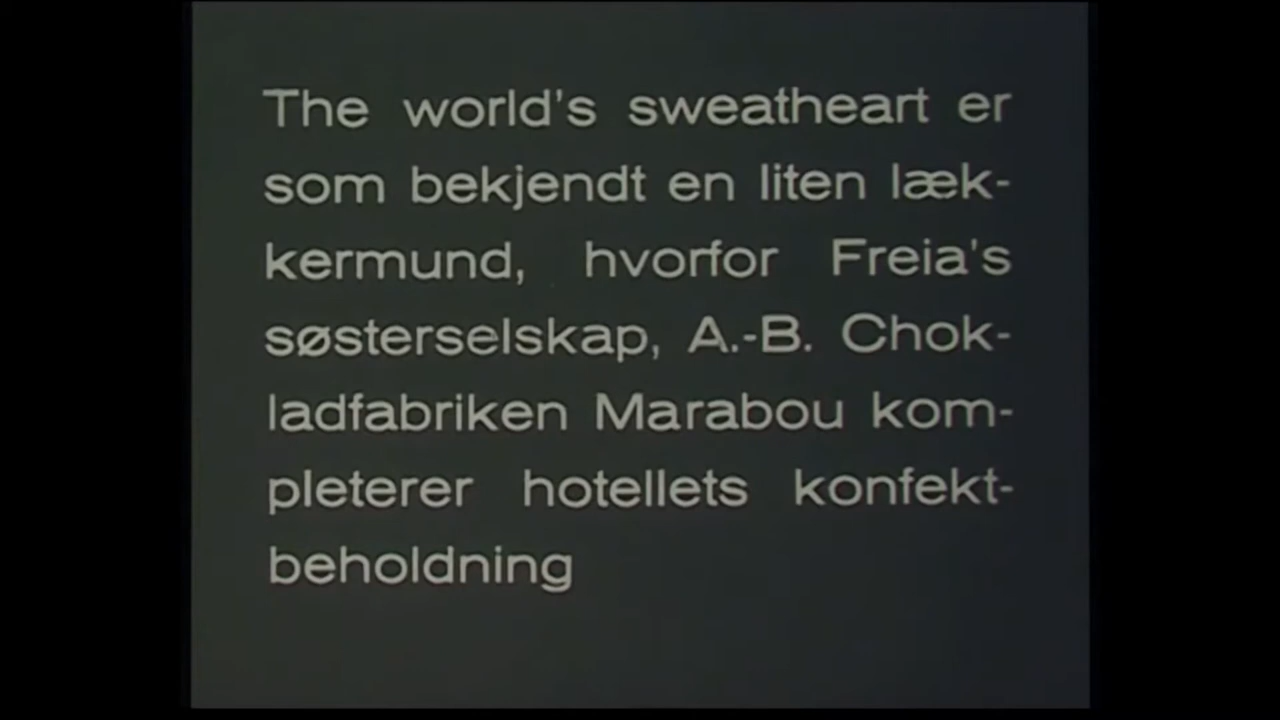 The world's sweatheart er
som bekjendt en liten læk-
kermund, hvorfor Freia's
søsterselskap, A.-B. Chok-
ladfabriken Marabou kom-
pleterer hotellets konfekt-
beholdning